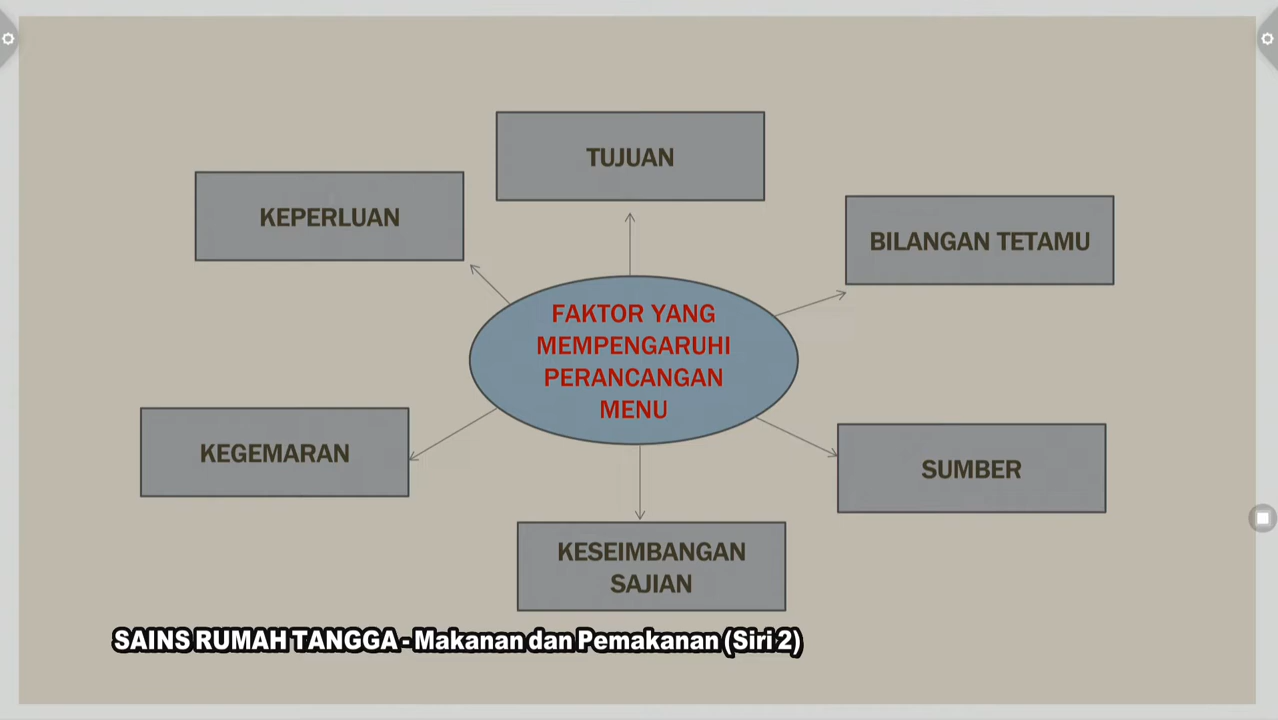 TUJUAN
KEPERLUAN
BILANGAN TETAMU
FAKTOR YANG
MEMPENGARUHI
PERANCANGAN
MENU
KEGEMARAN
SUMBER
KESEIMBANGAN
SAJIAN
SAINS RUMAH TANGGA - Makanan dan Pemakanan (Siri 2)